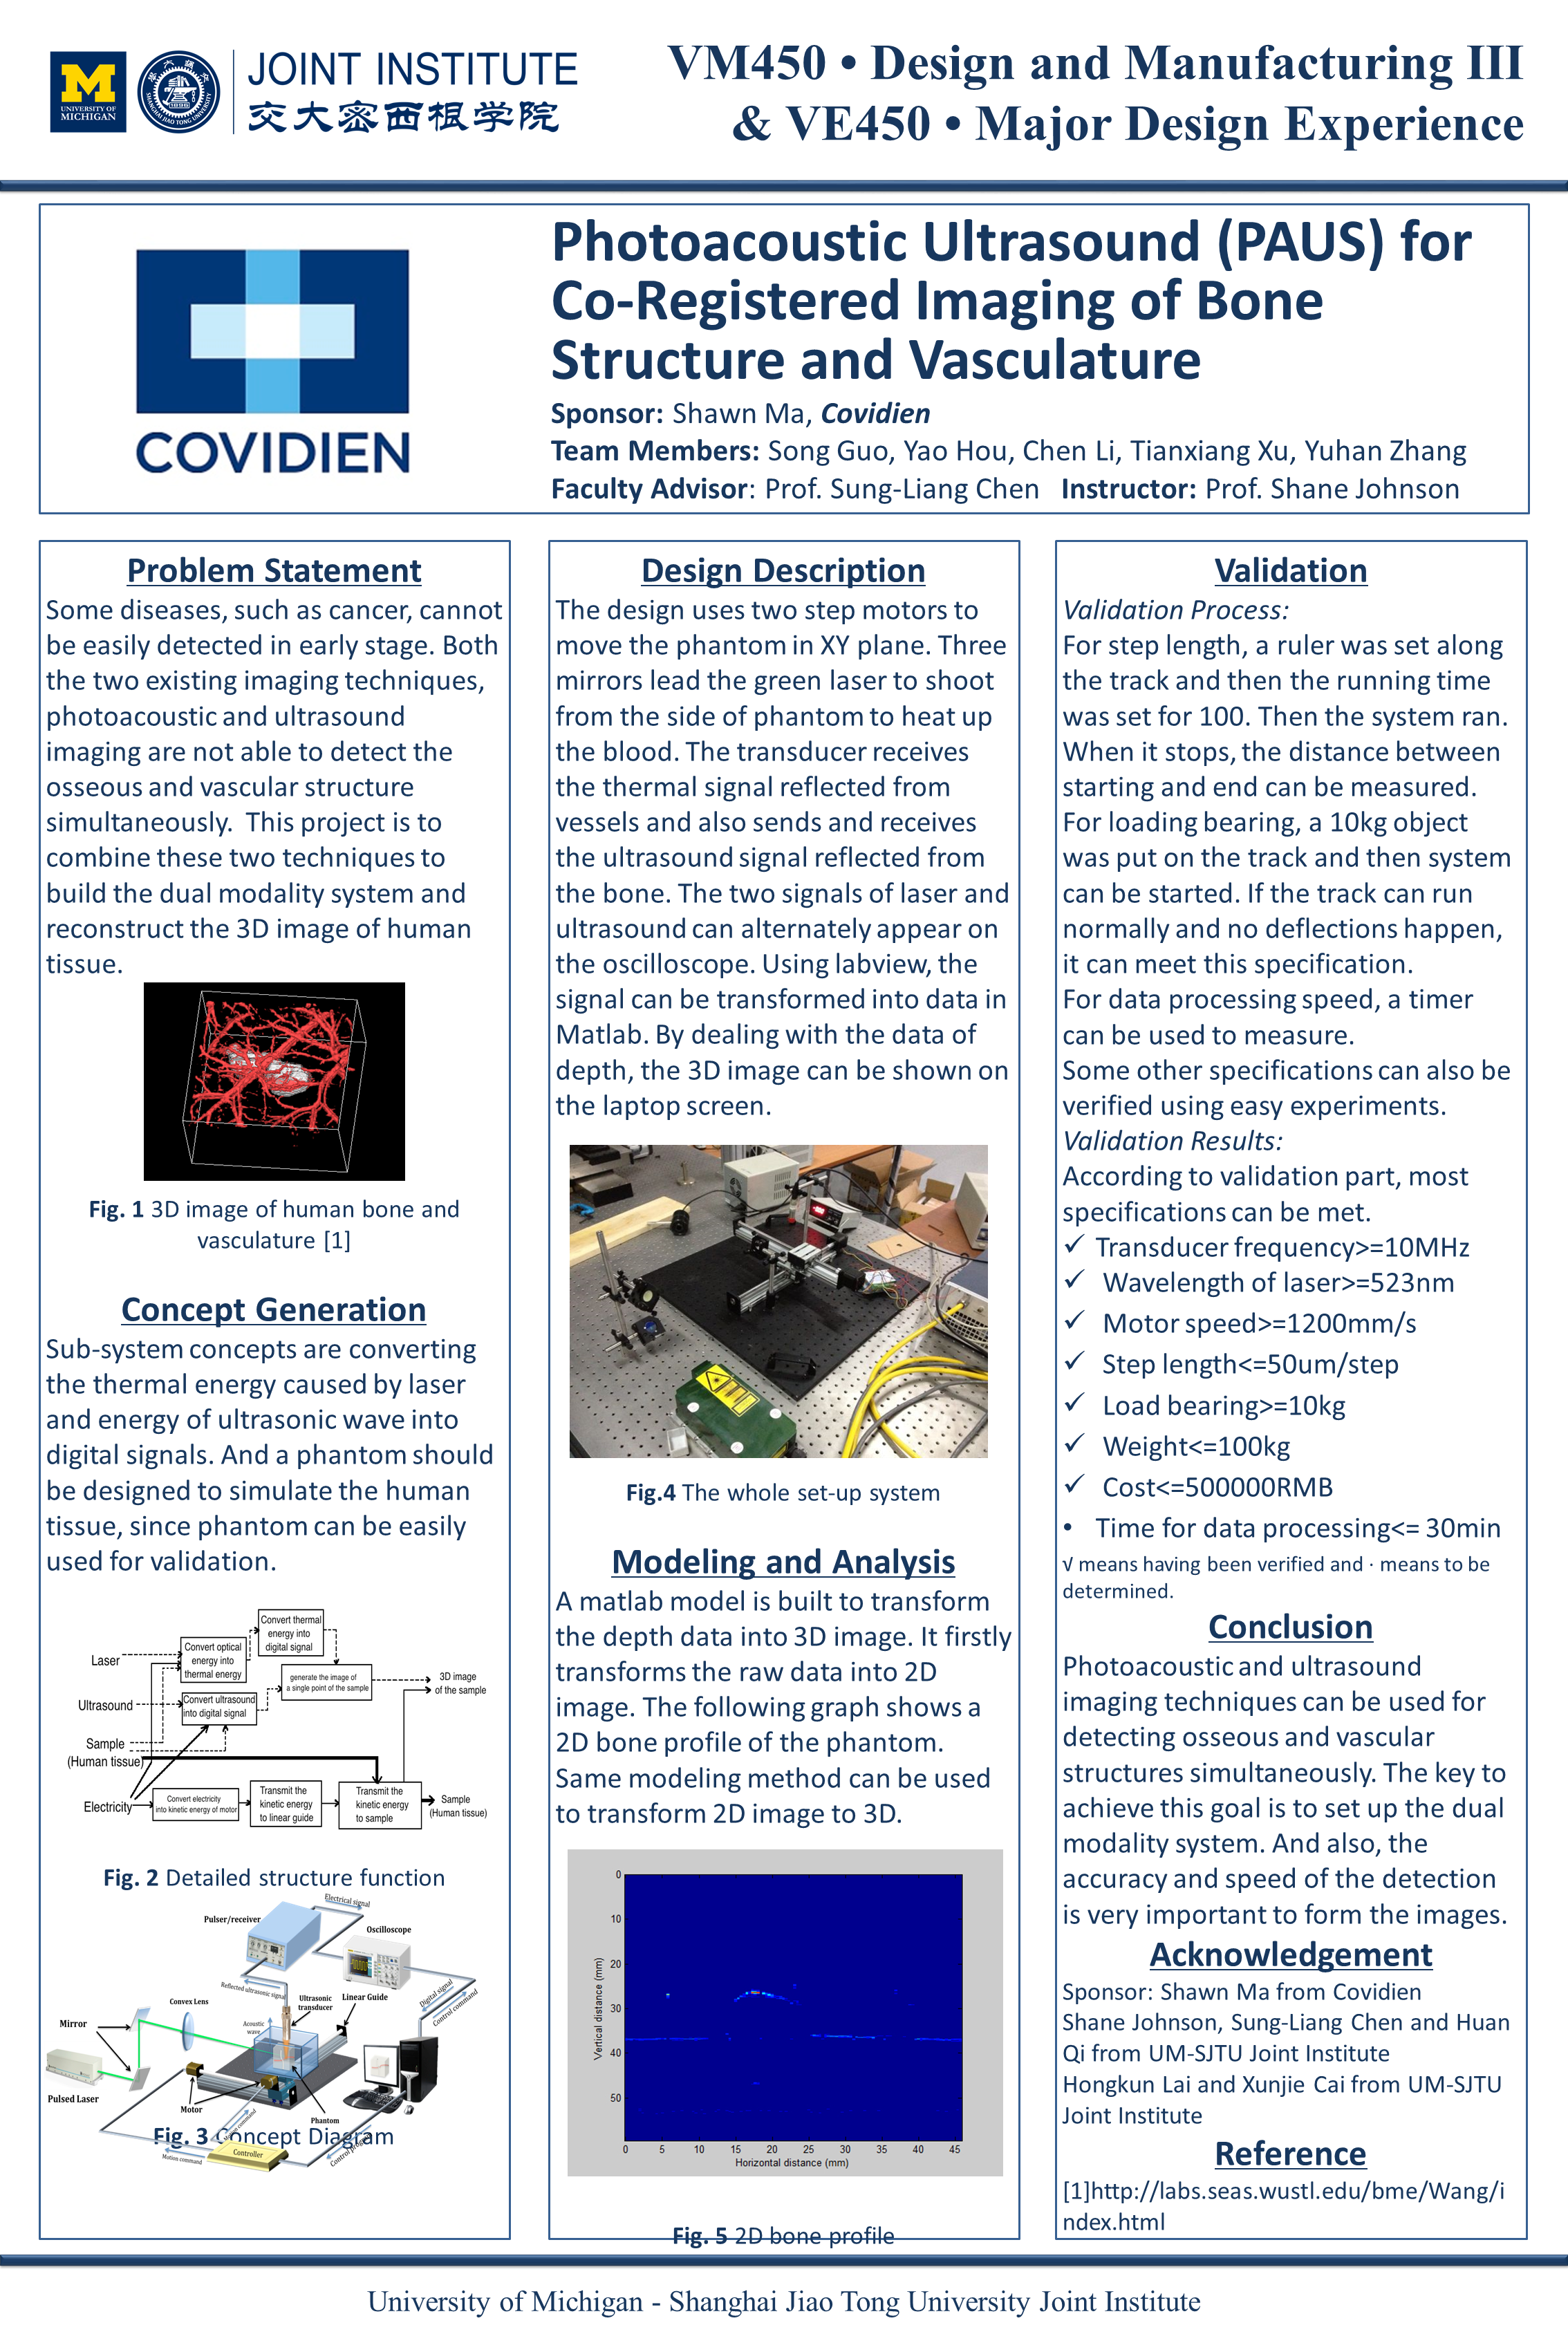 UNIVERSITY OF
MICHIGAN
JOINT INSTITUTE
交大密西根学院
VM450 • Design and Manufacturing III
& VE450 • Major Design Experience
COVIDIEN
Photoacoustic Ultrasound (PAUS) for
Co-Registered Imaging of Bone
Structure and Vasculature
Sponsor: Shawn Ma, Covidien
Team Members: Song Guo, Yao Hou, Chen Li, Tianxiang Xu, Yuhan Zhang
Faculty Advisor: Prof. Sung-Liang Chen Instructor: Prof. Shane Johnson
Problem Statement
Some diseases, such as cancer, cannot
be easily detected in early stage. Both
the two existing imaging techniques,
photoacoustic and ultrasound
imaging are not able to detect the
osseous and vascular structure
simultaneously. This project is to
combine these two techniques to
build the dual modality system and
reconstruct the 3D image of human
tissue.
Fig. 1 3D image of human bone and
vasculature [1]
Concept Generation
Sub-system concepts are converting
the thermal energy caused by laser
and energy of ultrasonic wave into
digital signals. And a phantom should
be designed to simulate the human
tissue, since phantom can be easily
used for validation.
Convert thermal
energy into
digital signal
Convert optical
energy into
thermal energy
Laser
generate the image of
a single point of the sample
3D image
of the sample
Ultrasound
Convert ultrasound
into digital signal
Sample
(Human tissue)
Electricity
Convert electricity
into kinetic energy of motor
Transmit the
kinetic energy
to linear guide
Transmit the
kinetic energy
to sample
Sample
(Human tissue)
Fig. 2 Detailed structure function
Electrical signal
Pulser/receiver
Oscilloscope
Reflected ultrasonic signal
Digital signal
Control command
Convex Lens
Ultrasonic
transducer
Linear Guide
Acoustic
wave
Mirror
Pulsed Laser
Motor
Phantom
Fig. 3 Concept Diagram
Controller
Motion command
Design Description
The design uses two step motors to
move the phantom in XY plane. Three
mirrors lead the green laser to shoot
from the side of phantom to heat up
the blood. The transducer receives
the thermal signal reflected from
vessels and also sends and receives
the ultrasound signal reflected from
the bone. The two signals of laser and
ultrasound can alternately appear on
the oscilloscope. Using labview, the
signal can be transformed into data in
Matlab. By dealing with the data of
depth, the 3D image can be shown on
the laptop screen.
Fig.4 The whole set-up system
Modeling and Analysis
A matlab model is built to transform
the depth data into 3D image. It firstly
transforms the raw data into 2D
image. The following graph shows a
2D bone profile of the phantom.
Same modeling method can be used
to transform 2D image to 3D.
0
10
20
30
40
50
Vertical distance (mm)
0 5 10 15 20 25 30 35 40 45
Horizontal distance (mm)
Fig. 5 2D bone profile
Validation
Validation Process:
For step length, a ruler was set along
the track and then the running time
was set for 100. Then the system ran.
When it stops, the distance between
starting and end can be measured.
For loading bearing, a 10kg object
was put on the track and then system
can be started. If the track can run
normally and no deflections happen,
it can meet this specification.
For data processing speed, a timer
can be used to measure.
Some other specifications can also be
verified using easy experiments.
Validation Results:
According to validation part, most
specifications can be met.
✓ Transducer frequency>=10MHz
✓ Wavelength of laser>=523nm
✓ Motor speed>=1200mm/s
✓ Step length<=50um/step
✓ Load bearing>=10kg
✓ Weight<=100kg
✓ Cost<=500000RMB
• Time for data processing<= 30min
√ means having been verified and · means to be
determined.
Conclusion
Photoacoustic and ultrasound
imaging techniques can be used for
detecting osseous and vascular
structures simultaneously. The key to
achieve this goal is to set up the dual
modality system. And also, the
accuracy and speed of the detection
is very important to form the images.
Acknowledgement
Sponsor: Shawn Ma from Covidien
Shane Johnson, Sung-Liang Chen and Huan
Qi from UM-SJTU Joint Institute
Hongkun Lai and Xunjie Cai from UM-SJTU
Joint Institute
Reference
[1]http://labs.seas.wustl.edu/bme/Wang/i
ndex.html
University of Michigan - Shanghai Jiao Tong University Joint Institute